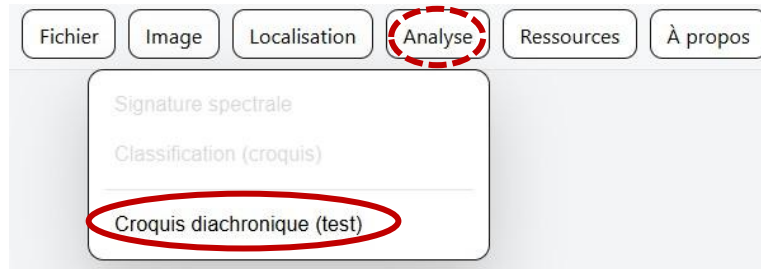 Fichier Image Localisation Analyse Ressources À propos
Signature spectrale
Classification (croquis)
Croquis diachronique (test)